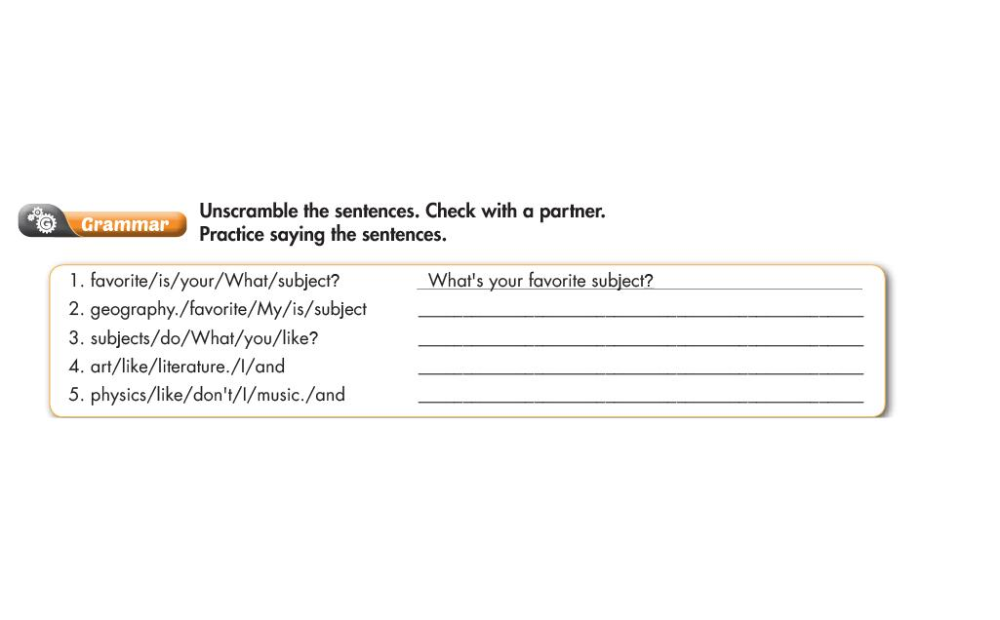 Grammar
Unscramble the sentences. Check with a partner.
Practice saying the sentences.
1. favorite/is/your/What/subject? What's your favorite subject?
2. geography./favorite/My/is/subject
3. subjects/do/What/you/like?
4. art/like/literature./I/and
5. physics/like/don't/I/music./and